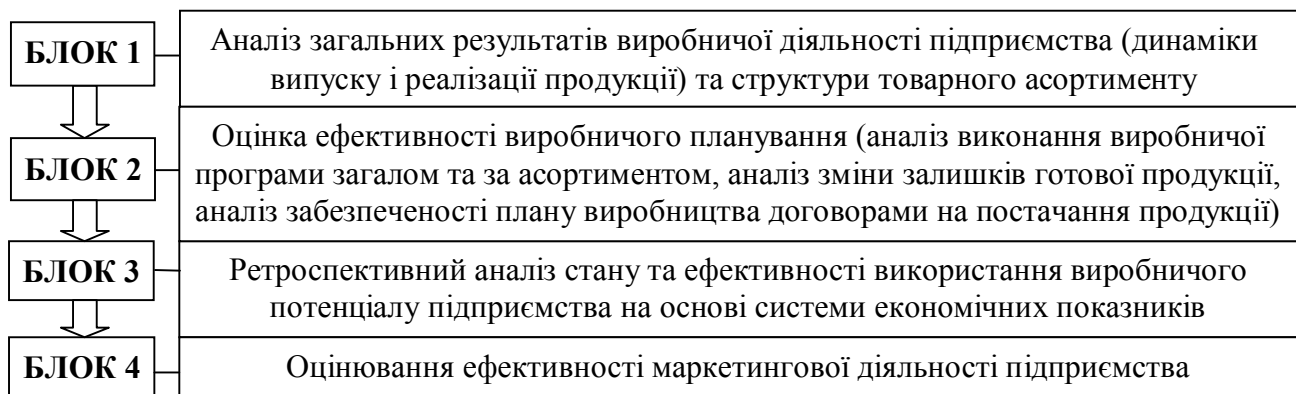 БЛОК 1
Аналіз загальних результатів виробничої діяльності підприємства (динаміки
випуску і реалізації продукції) та структури товарного асортименту
БЛОК 2
Оцінка ефективності виробничого планування (аналіз виконання виробничої
програми загалом та за асортиментом, аналіз зміни залишків готової продукції,
аналіз забезпеченості плану виробництва договорами на постачання продукції)
БЛОК 3
Ретроспективний аналіз стану та ефективності використання виробничого
потенціалу підприємства на основі системи економічних показників
БЛОК 4
Оцінювання ефективності маркетингової діяльності підприємства